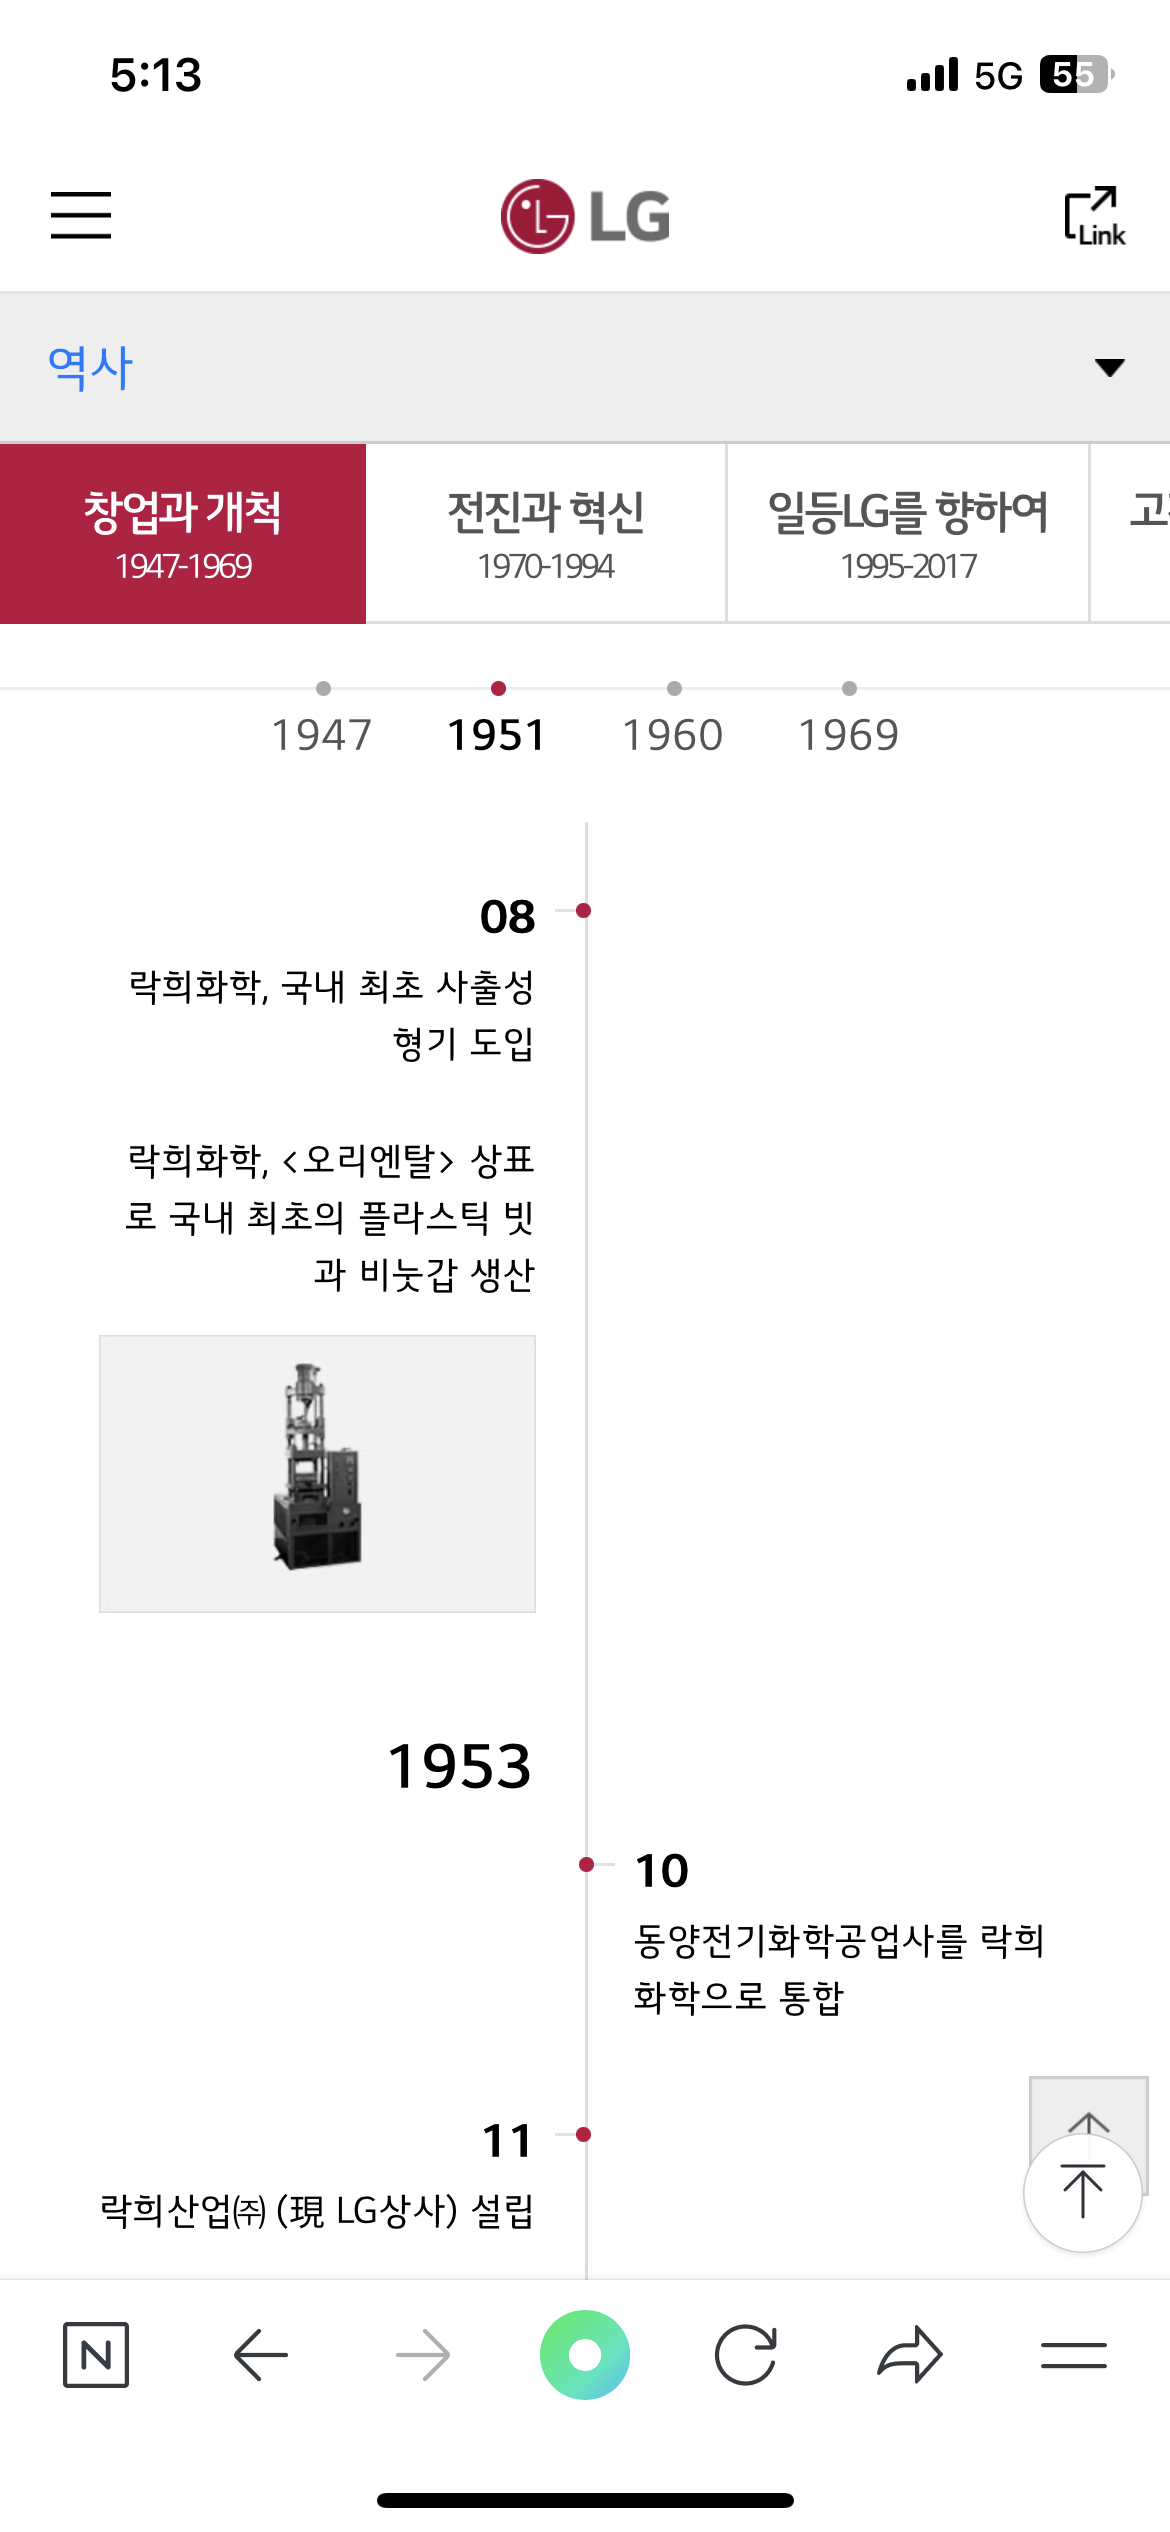 5:13
5G 55
LG
Link
역사
창업과 개척
1947-1969
전진과 혁신
1970-1994
일등LG를 향하여
1995-2017
1947
1951
1960
1969
08
락희화학, 국내 최초 사출성
형기 도입
락희화학, <오리엔탈> 상표
로 국내 최초의 플라스틱 빗
과 비눗갑 생산
1953
10
동양전기화학공업사를 락희
화학으로 통합
11
락희산업㈜ (現 LG상사) 설립
N